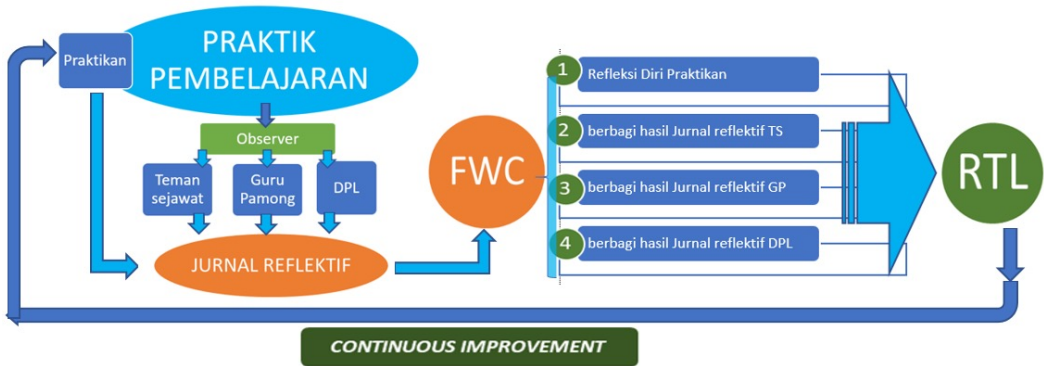 Praktikan
PRAKTIK
PEMBELAJARAN
Observer
Teman
sejawat
Guru
Pamong
DPL
JURNAL REFLEKTIF
FWC
1 Refleksi Diri Praktikan
2 berbagi hasil Jurnal reflektif TS
3 berbagi hasil Jurnal reflektif GP
4 berbagi hasil Jurnal reflektif DPL
RTL
CONTINUOUS IMPROVEMENT